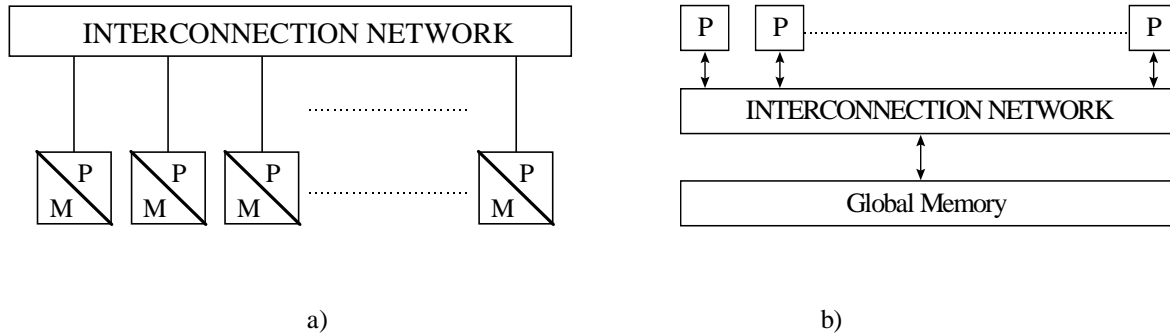 INTERCONNECTION NETWORK
P P P P
M M M M
a)
P P P
INTERCONNECTION NETWORK
Global Memory
b)